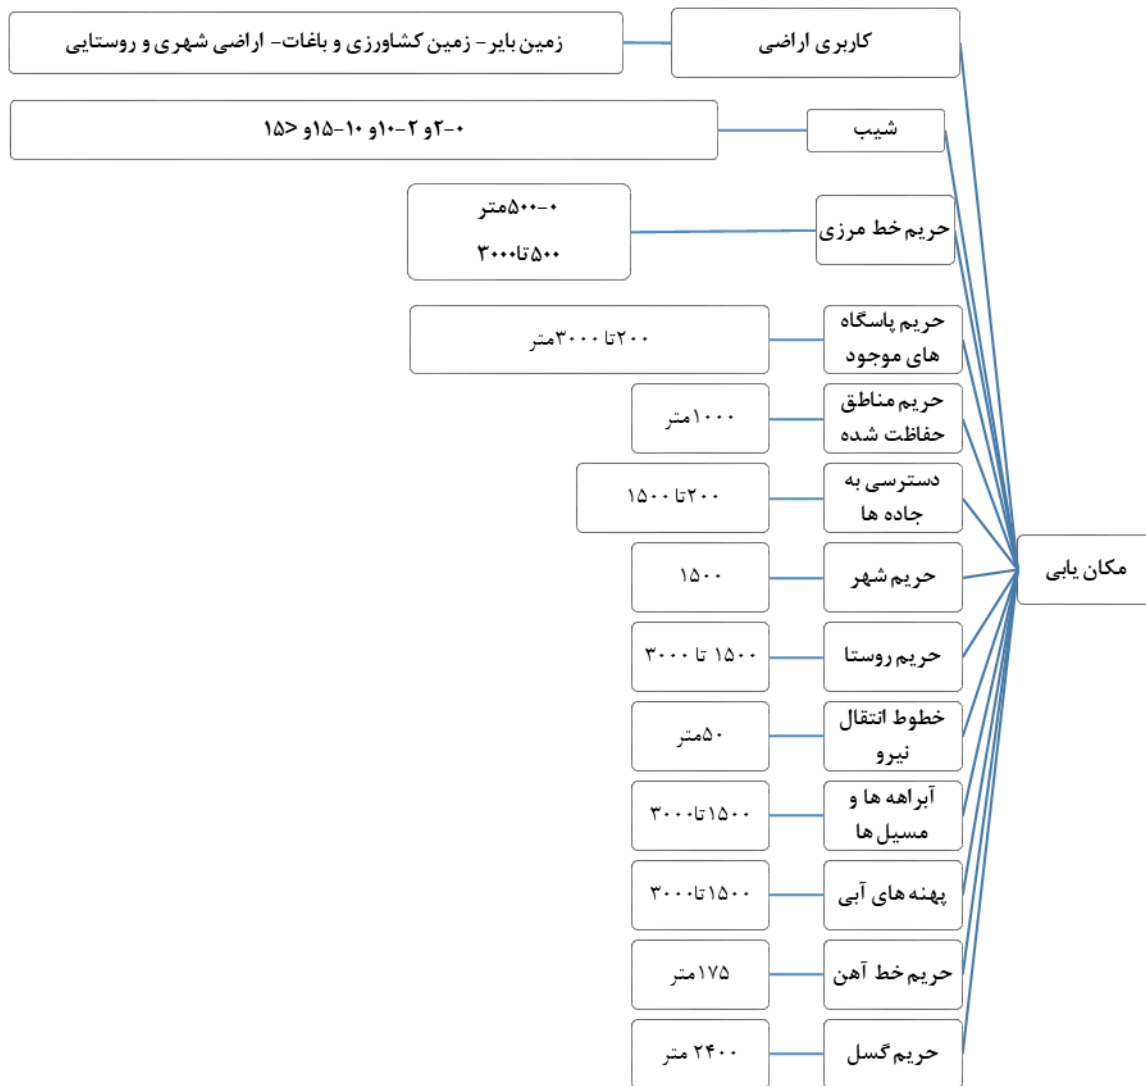 کاربری اراضی
زمین بایر- زمین کشاورزی و باغات- اراضی شهری و روستایی
شیب
۰-۲و ۲-۱۰و ۱۰-۱۵و <۱۵
حریم خط مرزی
۰-۵۰۰متر
۵۰۰تا۳۰۰۰
حریم پاسگاه
های موجود
۲۰۰تا ۳۰۰۰متر
حریم مناطق
حفاظت شده
۱۰۰۰متر
دسترسی به
جاده ها
۲۰۰تا ۱۵۰۰
مکان یابی
حریم شهر
۱۵۰۰
حریم روستا
۱۵۰۰ تا ۳۰۰۰
خطوط انتقال
نیرو
۵۰متر
آبراهه ها و
مسیل ها
۱۵۰۰تا۳۰۰۰
پهنه های آبی
۱۵۰۰تا۳۰۰۰
حریم خط آهن
۱۷۵متر
حریم گسل
۲۴۰۰ متر